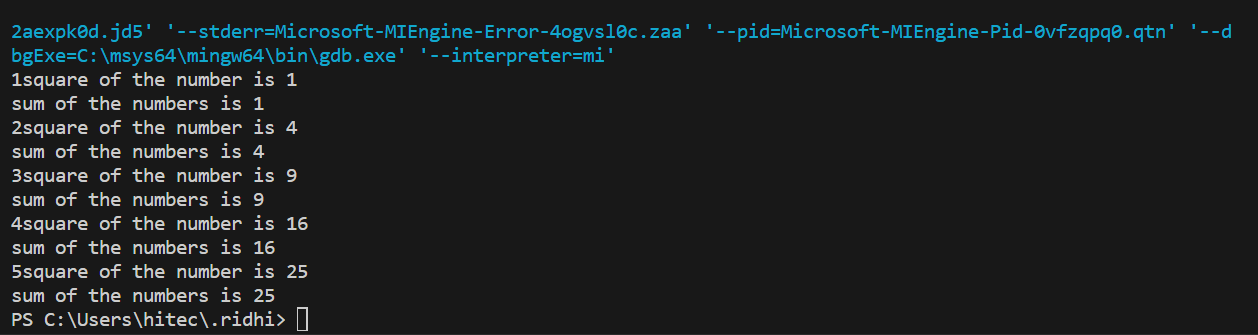 2aexpk0d.jd5' '--stderr=Microsoft-MIEngine-Error-4ogvsl0c.zaa' '--pid=Microsoft-MIEngine-Pid-0vfzqpq0.qtn' '--d
bgExe=C:\msys64\mingw64\bin\gdb.exe' '--interpreter=mi'
1square of the number is 1
sum of the numbers is 1
2square of the number is 4
sum of the numbers is 4
3square of the number is 9
sum of the numbers is 9
4square of the number is 16
sum of the numbers is 16
5square of the number is 25
sum of the numbers is 25
PS C:\Users\hitec\.ridhi>